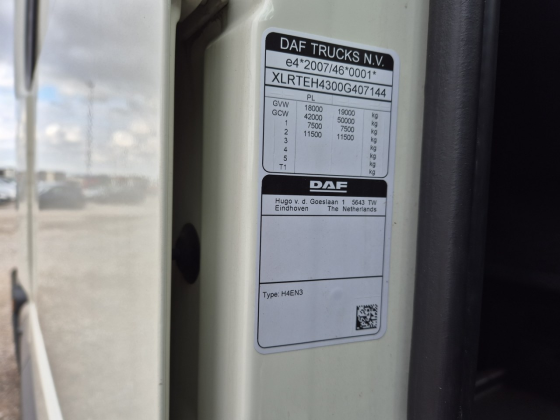 DAF TRUCKS N.V.
e4*2007/46*0001*
XLRTEH4300G407144
PL
GVW 18000 19000 kg
GCW 42000 50000 kg
1 7500 7500 kg
2 11500 11500 kg
3 kg
4 kg
5 kg
T1 kg
DAF
Hugo v. d. Goeslaan 1 5643 TW
Eindhoven The Netherlands
Type: H4EN3